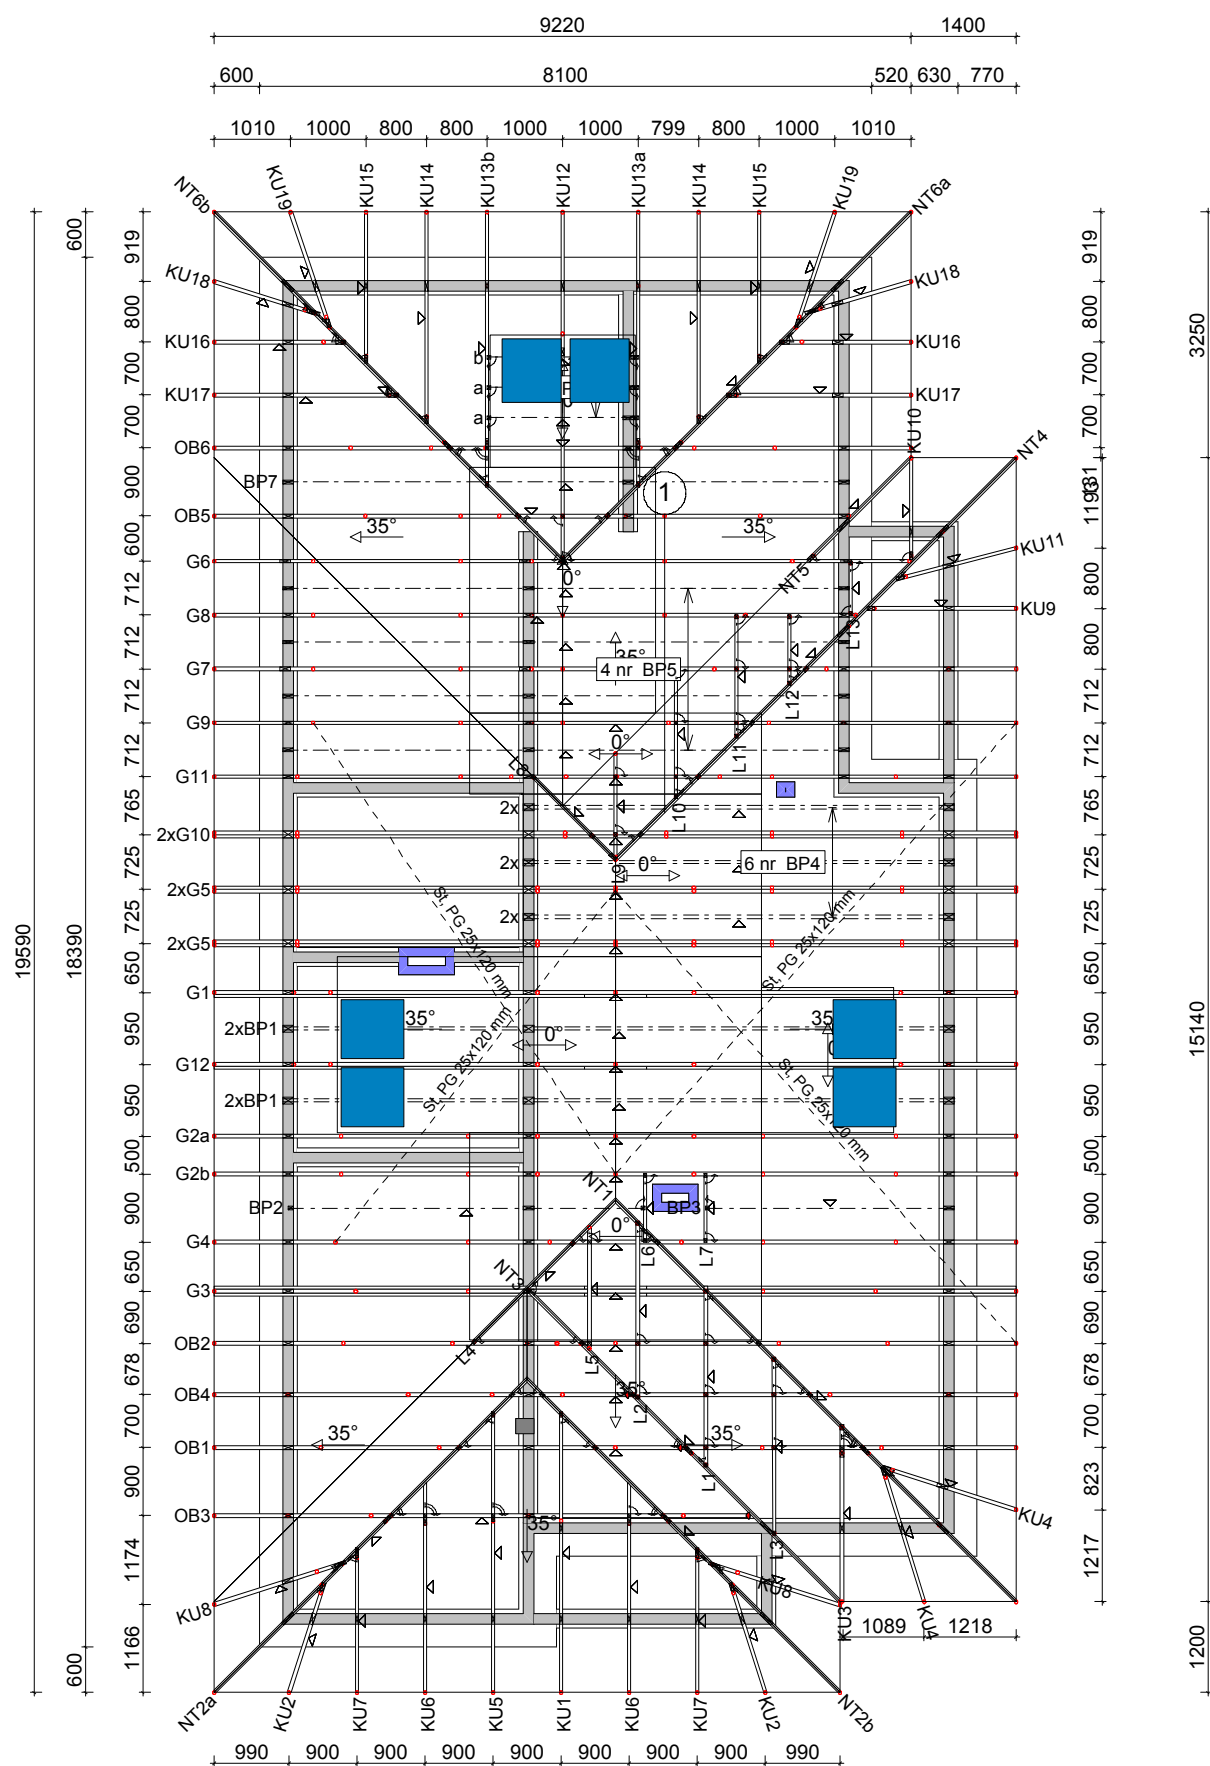 9220 1400
600 8100 520 630 770
1010 1000 800 800 1000 1000 799 800 1000 1010
NT6b KU19 KU15 KU14 KU13b KU12 KU13a KU14 KU15 KU19 NT6a
600 919 919
KU18 KU18
800 800
KU16 KU16
b
700 700 3250
a
KU17 KU17
a
700 700
KU10
OB6 NT4
BP7
900 1
OB5
35° 35°
600 KU11
G6 NT5
0°
712 800
G8 KU9
L13
35°
712 4 nr BP5 800
G7
L12
712 712
G9
0°
L11
712 712
L8
G11
765 2x L10 765
2xG10
0°
725 2x L9 6 nr BP4 725
2xG5
725 2x 725
St, PG 25x120 mm St, PG 25x120 mm
2xG5
19590 18390 650 650
G1
35°
950 2xBP1 0° 950
15140
G12
St, PG 25x120 mm St, PG 25x120 mm
950 2xBP1 950
G2a
500 500
G2b
NT1
900 BP2 BP3 900
0°
G4 L6 L7
650 NT3 650
G3
690 690
OB2
L4 L5
678 678
35°
OB4
L2
700 700
35° 35°
OB1
L1
900 823
OB3
35° KU4
L3
1174 1217
KU8 KU8
KU3 KU4
1089 1218
600 1166 1200
NT2a KU2 KU7 KU6 KU5 KU1 KU6 KU7 KU2 NT2b
990 900 900 900 900 900 900 900 990